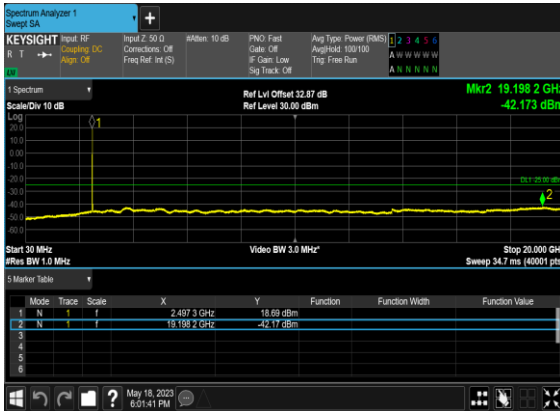 Spectrum Analyzer 1
Swept SA
+
KEYSIGHT Input: RF Input Z: 50 Ω #Atten: 10 dB PNO: Fast Avg Type: Power (RMS) 1 2 3 4 5 6
R T Coupling: DC Corrections: Off Gate: Off Avg|Hold: 100/100 A W W W W W
Align: Off Freq Ref: Int (S) IF Gain: Low Trig: Free Run
Sig Track: Off A N N N N N
1 Spectrum Ref Lvl Offset 32.87 dB Mkr2 19.198 2 GHz
Scale/Div 10 dB Ref Level 30.00 dBm -42.173 dBm
Log
1
20.0
10.0
0.00
-10.0
-20.0
DL1 -25.00 dBm
-30.0
2
-40.0
-50.0
-60.0
Start 30 MHz Video BW 3.0 MHz* Stop 20.000 GHz
#Res BW 1.0 MHz Sweep 34.7 ms (40001 pts)
5 Marker Table
Mode Trace Scale X Y Function Function Width Function Value
1 N 1 f 2.497 3 GHz 18.69 dBm
2 N 1 f 19.198 2 GHz -42.17 dBm
3
4
5
6
? May 18, 2023
6:01:41 PM